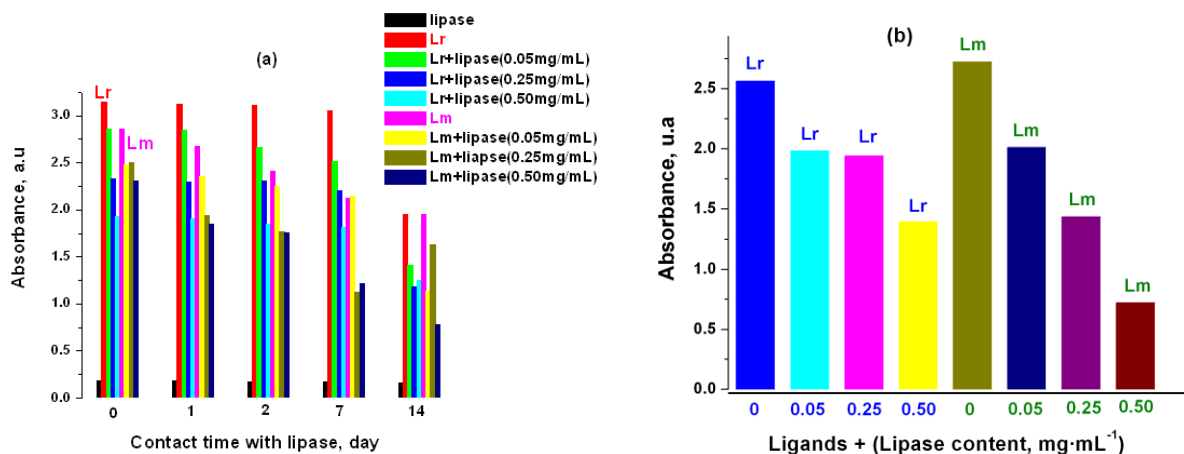 (a)
lipase
Lr
Lr+lipase(0.05mg/mL)
Lr+lipase(0.25mg/mL)
Lr+lipase(0.50mg/mL)
Lm
Lm+lipase(0.05mg/mL)
Lm+liapse(0.25mg/mL)
Lm+lipase(0.50mg/mL)
Lr
Lm
Absorbance, a.u
3.0
2.5
2.0
1.5
1.0
0.5
0.0
0 1 2 7 14
Contact time with lipase, day
(b)
Absorbance, u.a
2.5
2.0
1.5
1.0
0.5
0.0
Lr Lr Lr Lr Lm Lm Lm Lm
0 0.05 0.25 0.50 0 0.05 0.25 0.50
Ligands + (Lipase content, mg·mL⁻¹)